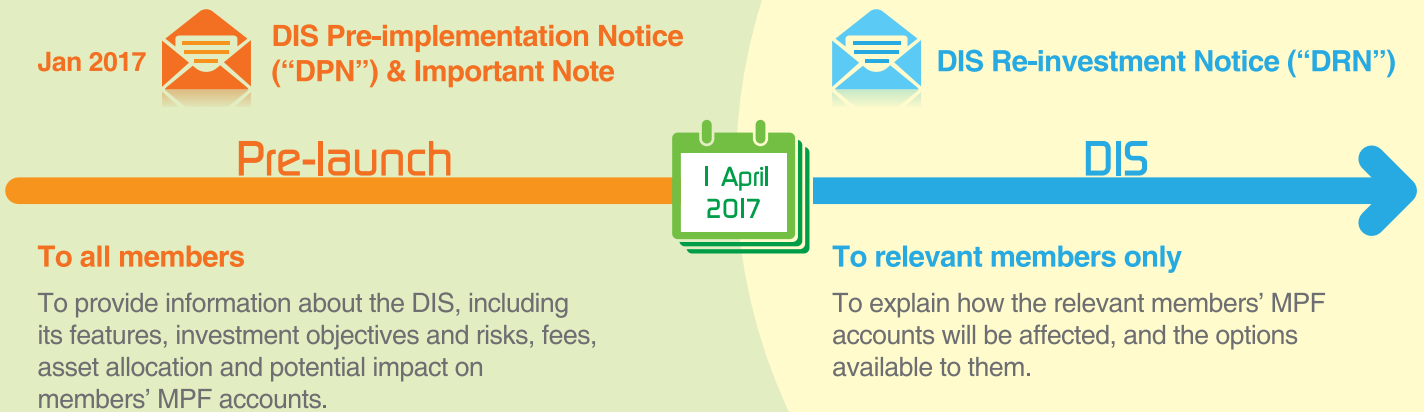 Jan 2017
DIS Pre-implementation Notice
(“DPN”) & Important Note
DIS Re-investment Notice (“DRN”)
Pre-launch
1 April
2017
DIS
To all members
To provide information about the DIS, including
its features, investment objectives and risks, fees,
asset allocation and potential impact on
members’ MPF accounts.
To relevant members only
To explain how the relevant members’ MPF
accounts will be affected, and the options
available to them.